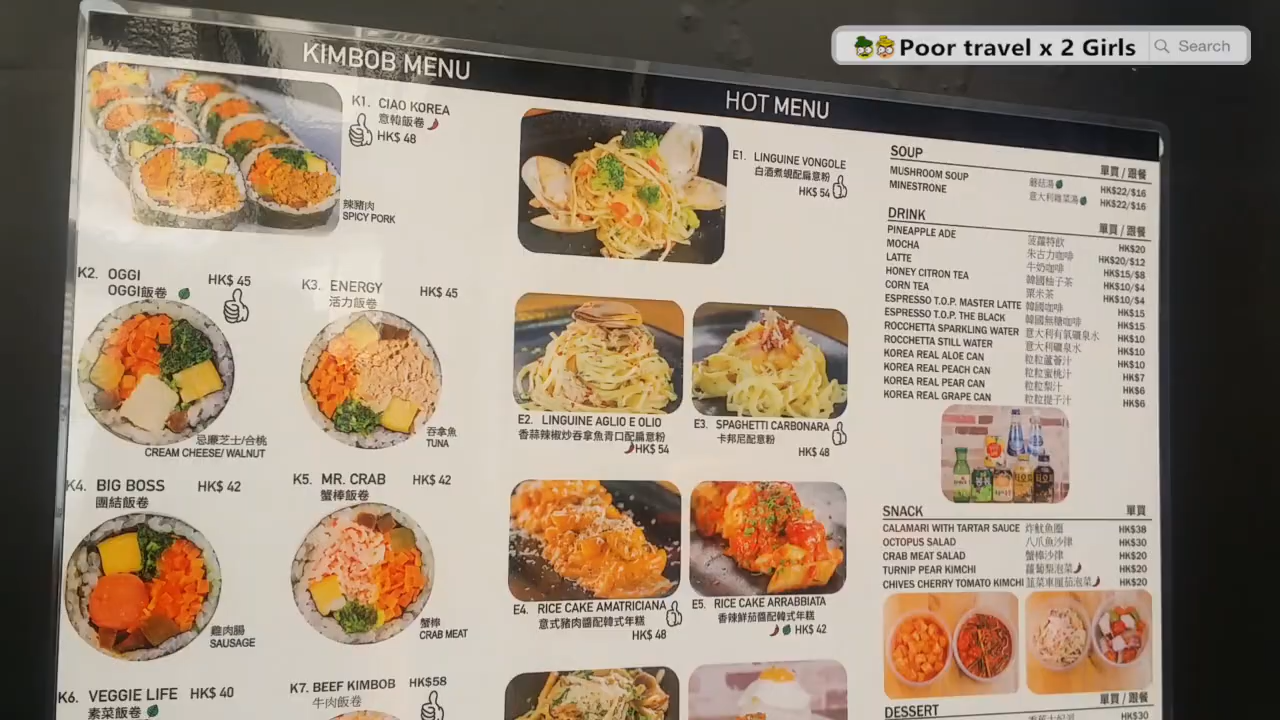 Poor travel x 2 Girls
Search
KIMBOB MENU
K1. CIAO KOREA
意韓飯卷
HK$ 48
辣豬肉
SPICY PORK
K2. OGGI HK$ 45
OGGI飯卷
忌廉芝士/合桃
CREAM CHEESE/ WALNUT
K3. ENERGY HK$ 45
活力飯卷
吞拿魚
TUNA
K4. BIG BOSS HK$ 42
團結飯卷
雞肉腸
SAUSAGE
K5. MR. CRAB HK$ 42
蟹棒飯卷
蟹棒
CRAB MEAT
K6. VEGGIE LIFE HK$ 40
素菜飯卷
K7. BEEF KIMBOB HK$58
牛肉飯卷
HOT MENU
E1. LINGUINE VONGOLE
白酒煮蜆配扁意粉
HK$ 54
E2. LINGUINE AGLIO E OLIO
香蒜辣椒炒吞拿魚青口配扁意粉
HK$ 54
E3. SPAGHETTI CARBONARA
卡邦尼配意粉
HK$ 48
E4. RICE CAKE AMATRICIANA
意式豬肉醬配韓式年糕
HK$ 48
E5. RICE CAKE ARRABBIATA
香辣鮮茄醬配韓式年糕
HK$ 42
SOUP 單買 / 跟餐
MUSHROOM SOUP 蘑菇湯 HK$22/$16
MINESTRONE 意大利雜菜湯 HK$22/$16
DRINK 單買 / 跟餐
PINEAPPLE ADE 菠蘿特飲 HK$20
MOCHA 朱古力咖啡 HK$20/$12
LATTE 牛奶咖啡 HK$15/$8
HONEY CITRON TEA 韓國柚子茶 HK$10/$4
CORN TEA 粟米茶 HK$10/$4
ESPRESSO T.O.P. MASTER LATTE 韓國咖啡 HK$15
ESPRESSO T.O.P. THE BLACK 韓國無糖咖啡 HK$15
ROCCHETTA SPARKLING WATER 意大利有氣礦泉水 HK$10
ROCCHETTA STILL WATER 意大利礦泉水 HK$10
KOREA REAL ALOE CAN 粒粒蘆薈汁 HK$10
KOREA REAL PEACH CAN 粒粒蜜桃汁 HK$7
KOREA REAL PEAR CAN 粒粒梨汁 HK$6
KOREA REAL GRAPE CAN 粒粒提子汁 HK$6
SNACK 單買
CALAMARI WITH TARTAR SAUCE 炸魷魚圈 HK$38
OCTOPUS SALAD 八爪魚沙律 HK$30
CRAB MEAT SALAD 蟹棒沙律 HK$20
TURNIP PEAR KIMCHI 蘿蔔梨泡菜 HK$20
CHIVES CHERRY TOMATO KIMCHI 韮菜車厘茄泡菜 HK$20
DESSERT 單買 / 跟餐
HK$30